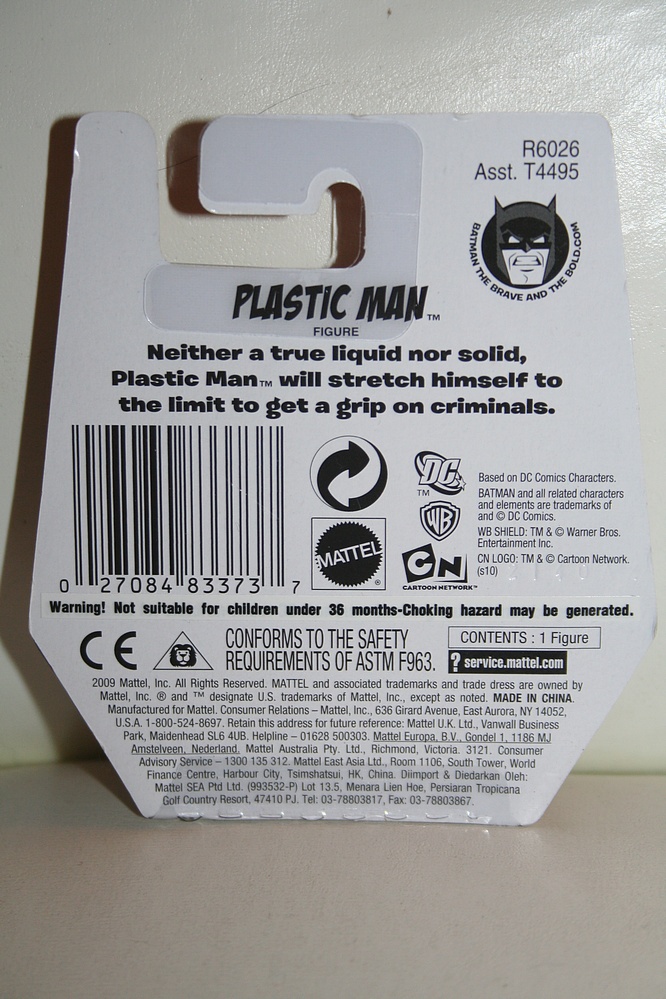 R6026
Asst. T4495
BATMAN THE BRAVE AND THE BOLD.COM
PLASTIC MAN™
FIGURE
Neither a true liquid nor solid,
Plastic Man™ will stretch himself to
the limit to get a grip on criminals.
DC
TM
WB
CN
CARTOON NETWORK™
Based on DC Comics Characters.
BATMAN and all related characters
and elements are trademarks of
and © DC Comics.
WB SHIELD: TM & © Warner Bros.
Entertainment Inc.
CN LOGO: TM & © Cartoon Network.
(s10)
MATTEL®
0 27084 83373 7
Warning! Not suitable for children under 36 months-Choking hazard may be generated.
CE
CONFORMS TO THE SAFETY
REQUIREMENTS OF ASTM F963.
CONTENTS : 1 Figure
? service.mattel.com
2009 Mattel, Inc. All Rights Reserved. MATTEL and associated trademarks and trade dress are owned by
Mattel, Inc. ® and ™ designate U.S. trademarks of Mattel, Inc., except as noted. MADE IN CHINA.
Manufactured for Mattel. Consumer Relations – Mattel, Inc., 636 Girard Avenue, East Aurora, NY 14052,
U.S.A. 1-800-524-8697. Retain this address for future reference: Mattel U.K. Ltd., Vanwall Business
Park, Maidenhead SL6 4UB. Helpline – 01628 500303. Mattel Europa, B.V., Gondel 1, 1186 MJ
Amstelveen, Nederland. Mattel Australia Pty. Ltd., Richmond, Victoria. 3121. Consumer
Advisory Service – 1300 135 312. Mattel East Asia Ltd., Room 1106, South Tower, World
Finance Centre, Harbour City, Tsimshatsui, HK, China. Diimport & Diedarkan Oleh:
Mattel SEA Ptd Ltd. (993532-P) Lot 13.5, Menara Lien Hoe, Persiaran Tropicana
Golf Country Resort, 47410 PJ. Tel: 03-78803817, Fax: 03-78803867.